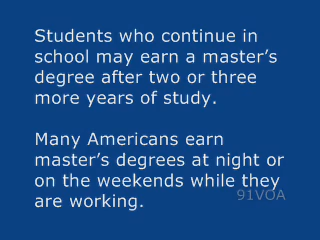 Students who continue in
school may earn a master's
degree after two or three
more years of study.
Many Americans earn
master's degrees at night or
on the weekends while they
are working.
91VOA